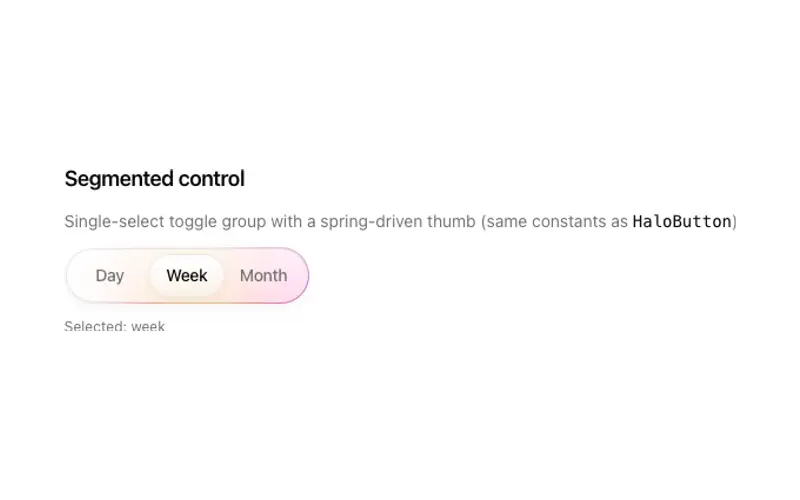 Segmented control
Single-select toggle group with a spring-driven thumb (same constants as HaloButton)
Day Week Month
Selected: week